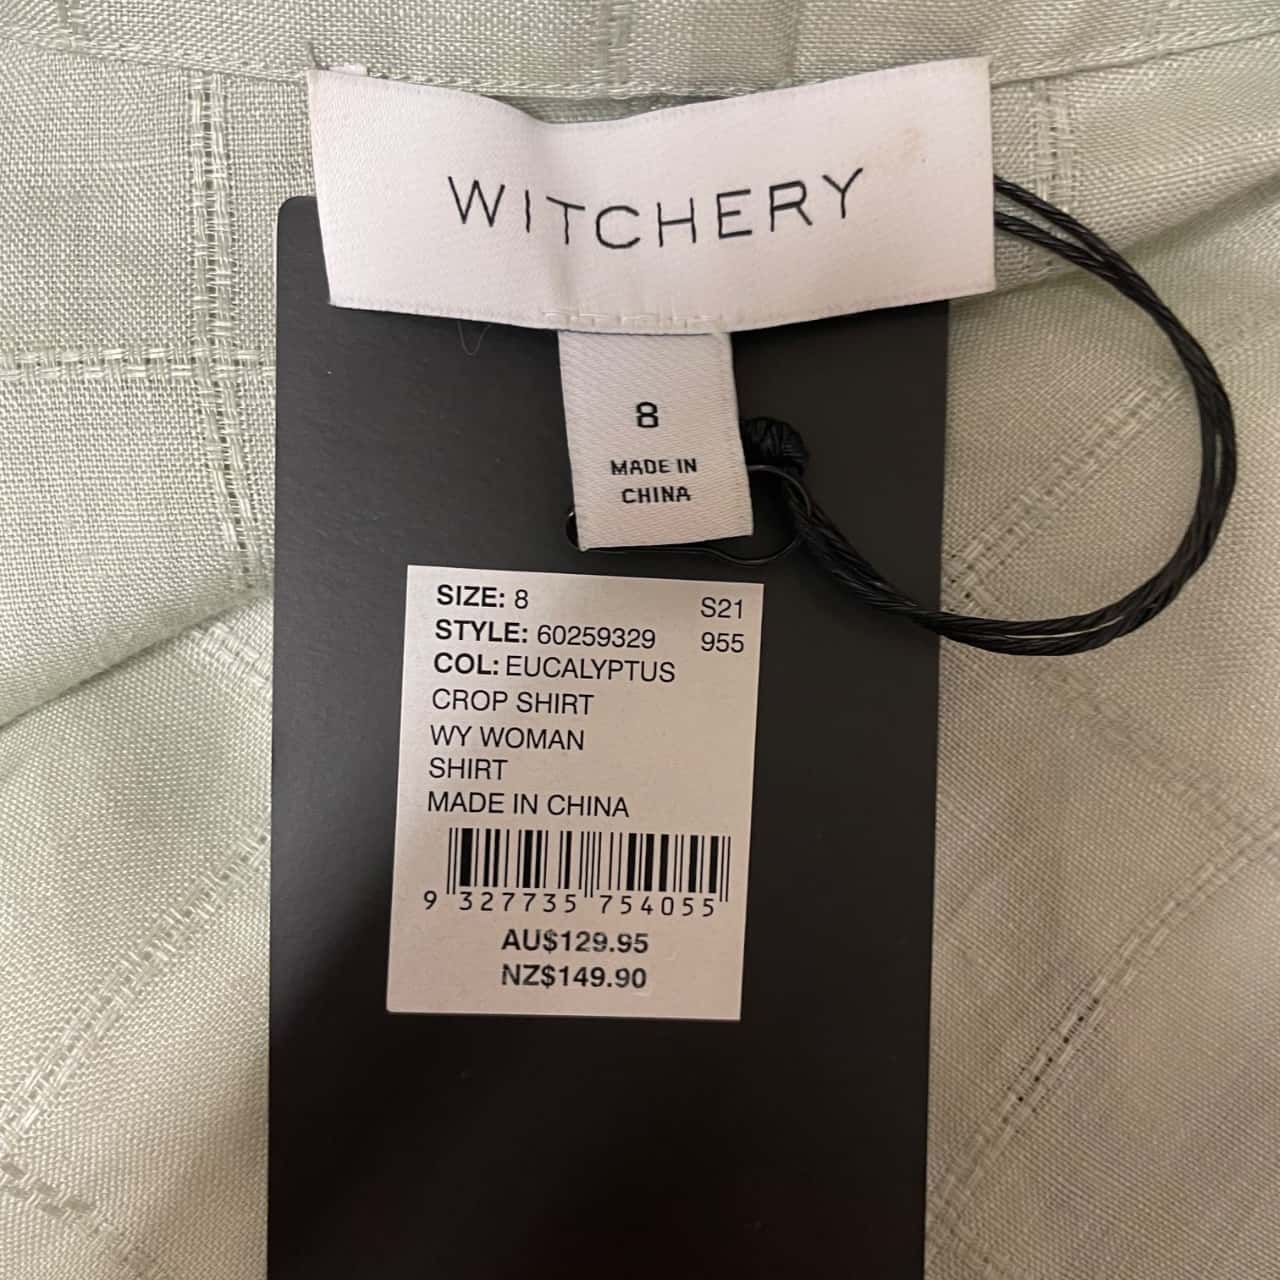 WITCHERY
8
MADE IN
CHINA
SIZE: 8 S21
STYLE: 60259329 955
COL: EUCALYPTUS
CROP SHIRT
WY WOMAN
SHIRT
MADE IN CHINA
9 327735 754055
AU$129.95
NZ$149.90